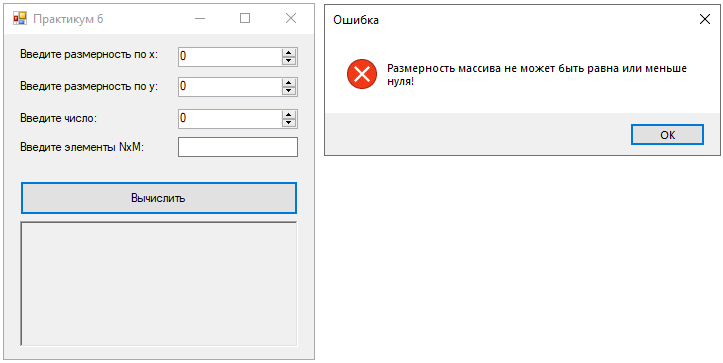 Практикум 6
Введите размерность по x:
0
Введите размерность по y:
0
Введите число:
0
Введите элементы NxM:
Вычислить
Ошибка
Размерность массива не может быть равна или меньше
нуля!
ОК